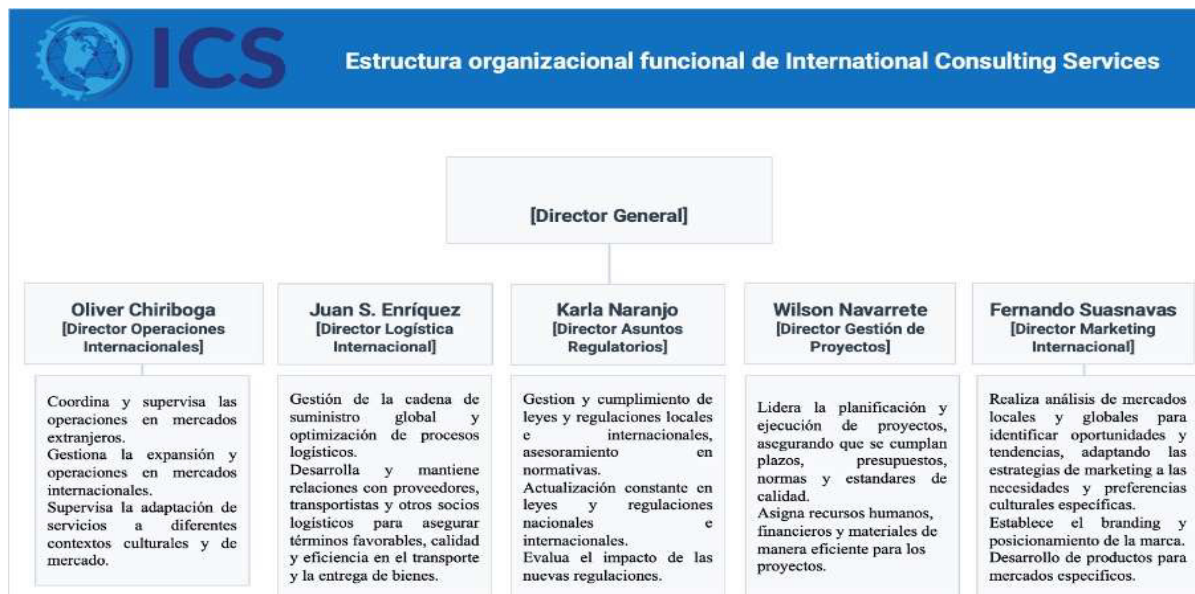 ICS
Estructura organizacional funcional de International Consulting Services
[Director General]
Oliver Chiriboga
[Director Operaciones
Internacionales]
Coordina y supervisa las
operaciones en mercados
extranjeros.
Gestiona la expansión y
operaciones en mercados
internacionales.
Supervisa la adaptación de
servicios a diferentes
contextos culturales y de
mercado.
Juan S. Enríquez
[Director Logística
Internacional]
Gestión de la cadena de
suministro global y
optimización de procesos
logísticos.
Desarrolla y mantiene
relaciones con proveedores,
transportistas y otros socios
logísticos para asegurar
términos favorables, calidad
y eficiencia en el transporte
y la entrega de bienes.
Karla Naranjo
[Director Asuntos
Regulatorios]
Gestion y cumplimiento de
leyes y regulaciones locales
e internacionales,
asesoramiento en
normativas.
Actualización constante en
leyes y regulaciones
nacionales e
internacionales.
Evalua el impacto de las
nuevas regulaciones.
Wilson Navarrete
[Director Gestión de
Proyectos]
Lidera la planificación y
ejecución de proyectos,
asegurando que se cumplan
plazos, presupuestos,
normas y estandares de
calidad.
Asigna recursos humanos,
financieros y materiales de
manera eficiente para los
proyectos.
Fernando Suasnavas
[Director Marketing
Internacional]
Realiza análisis de mercados
locales y globales para
identificar oportunidades y
tendencias, adaptando las
estrategias de marketing a las
necesidades y preferencias
culturales específicas.
Establece el branding y
posicionamiento de la marca.
Desarrollo de productos para
mercados especificos.